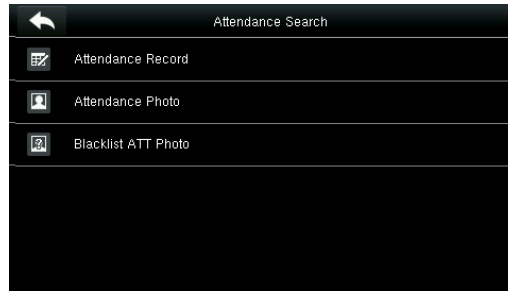 Attendance Search
Attendance Record
Attendance Photo
Blacklist ATT Photo